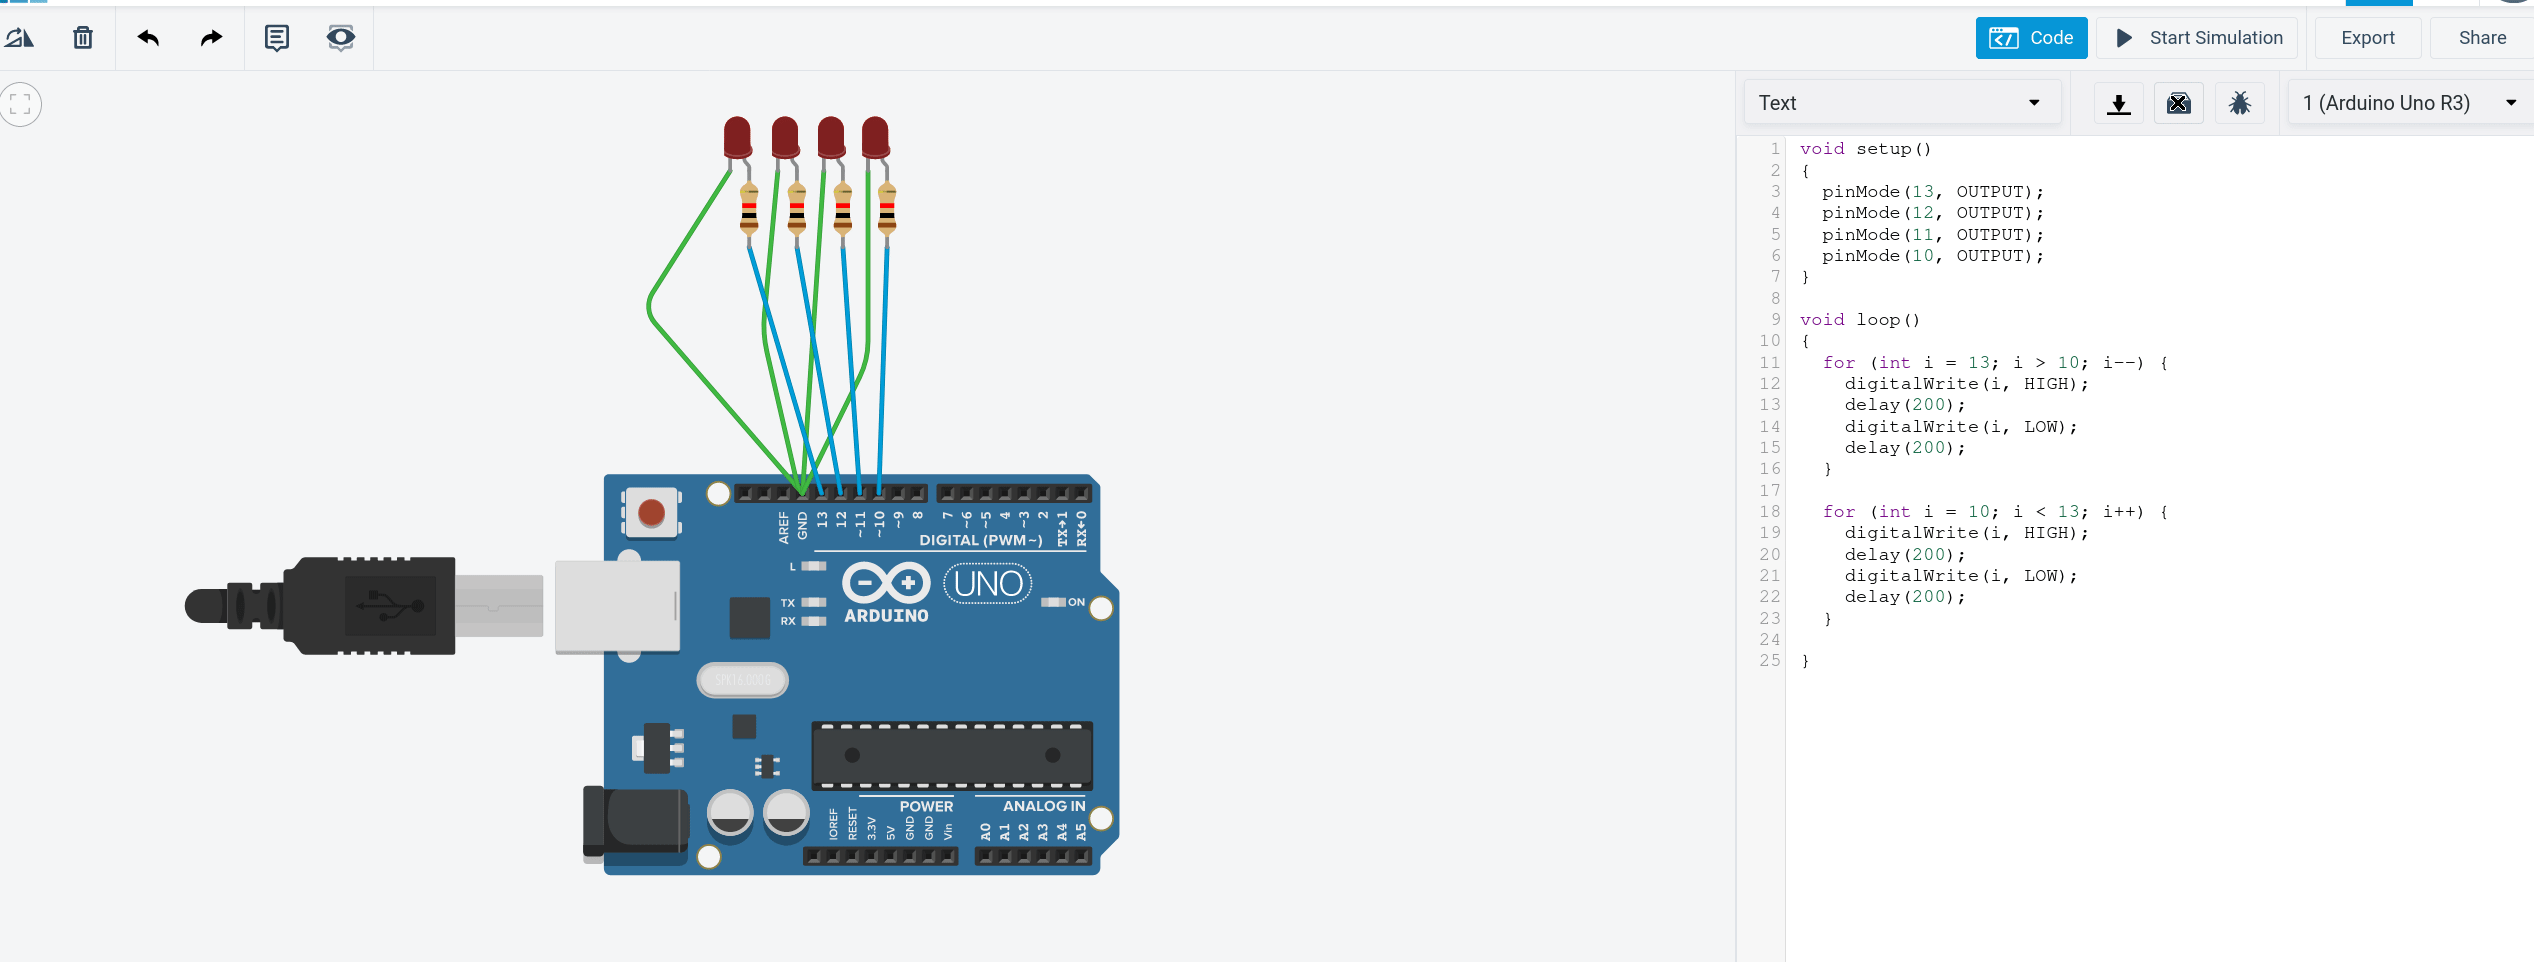 Code
Start Simulation
Export
Share
Text
1 (Arduino Uno R3)
1 void setup()
2 {
3   pinMode(13, OUTPUT);
4   pinMode(12, OUTPUT);
5   pinMode(11, OUTPUT);
6   pinMode(10, OUTPUT);
7 }
8
9 void loop()
10 {
11   for (int i = 13; i > 10; i--) {
12     digitalWrite(i, HIGH);
13     delay(200);
14     digitalWrite(i, LOW);
15     delay(200);
16   }
17
18   for (int i = 10; i < 13; i++) {
19     digitalWrite(i, HIGH);
20     delay(200);
21     digitalWrite(i, LOW);
22     delay(200);
23   }
24
25 }
AREF GND 13 12 ~11 ~10 ~9 8 7 ~6 ~5 4 ~3 2 TX→1 RX←0
DIGITAL (PWM~)
L
TX
RX
ARDUINO
UNO
ON
SPK16.000G
POWER
ANALOG IN
IOREF RESET 3.3V 5V GND GND Vin A0 A1 A2 A3 A4 A5